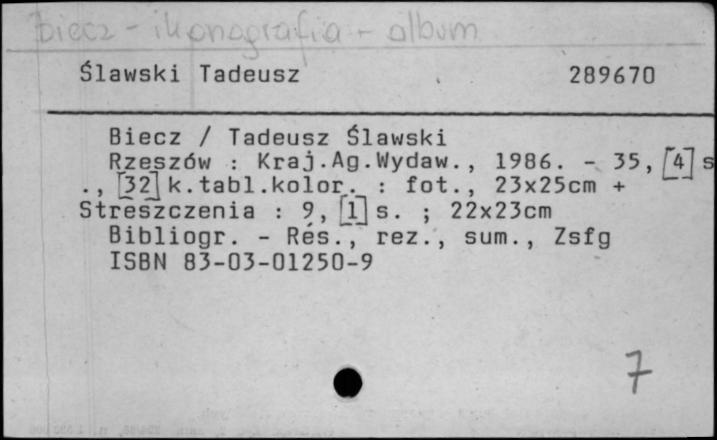 Biecz - ikonografia - album
Ślawski Tadeusz 289670
Biecz / Tadeusz Ślawski
Rzeszów : Kraj.Ag.Wydaw., 1986. - 35, [4] s
., [32] k.tabl.kolor. : fot., 23x25cm +
Streszczenia : 9, [1] s. ; 22x23cm
Bibliogr. - Rés., rez., sum., Zsfg
ISBN 83-03-01250-9
7